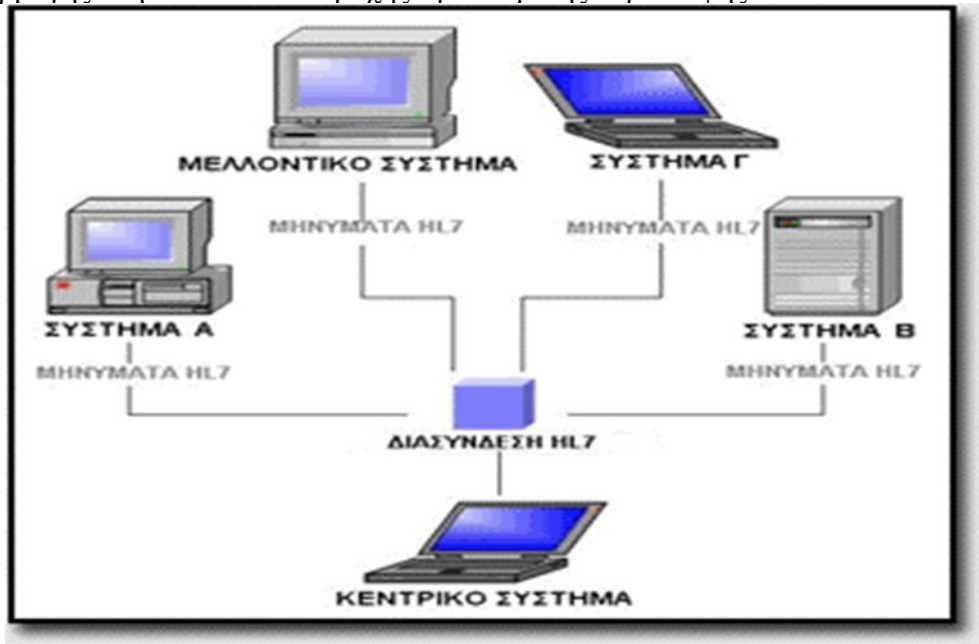 ΜΕΛΛΟΝΤΙΚΟ ΣΥΣΤΗΜΑ
ΣΥΣΤΗΜΑ Γ
ΜΗΝΥΜΑΤΑ HL7
ΜΗΝΥΜΑΤΑ HL7
ΣΥΣΤΗΜΑ Α
ΣΥΣΤΗΜΑ Β
ΜΗΝΥΜΑΤΑ HL7
ΜΗΝΥΜΑΤΑ HL7
ΔΙΑΣΥΝΔΕΣΗ HL7
ΚΕΝΤΡΙΚΟ ΣΥΣΤΗΜΑ